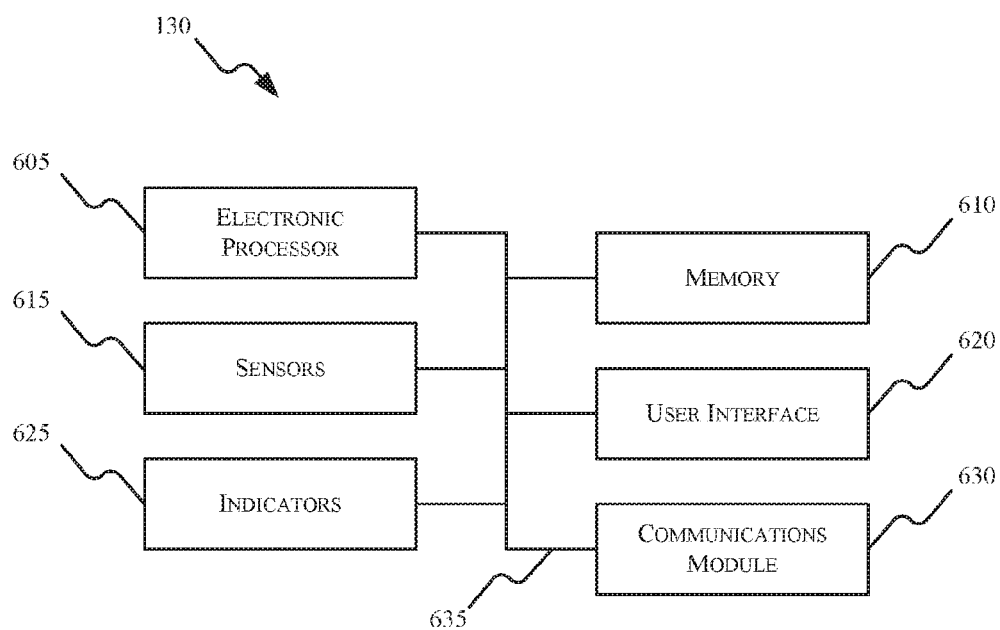 130
605
ELECTRONIC
PROCESSOR
610
MEMORY
615
SENSORS
620
USER INTERFACE
625
INDICATORS
630
COMMUNICATIONS
MODULE
635